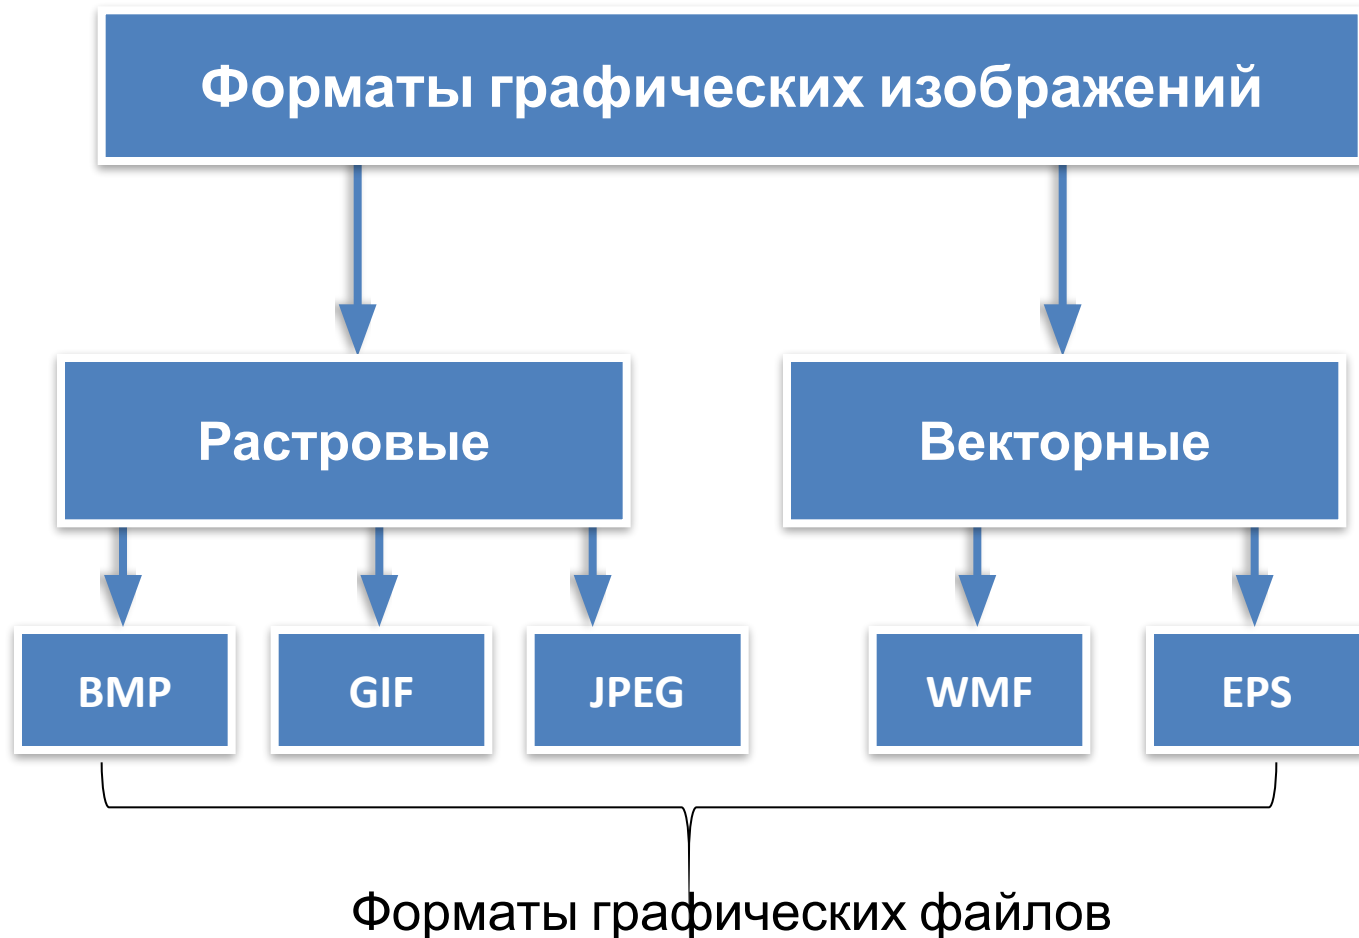 Форматы графических изображений
Растровые
Векторные
BMP
GIF
JPEG
WMF
EPS
Форматы графических файлов